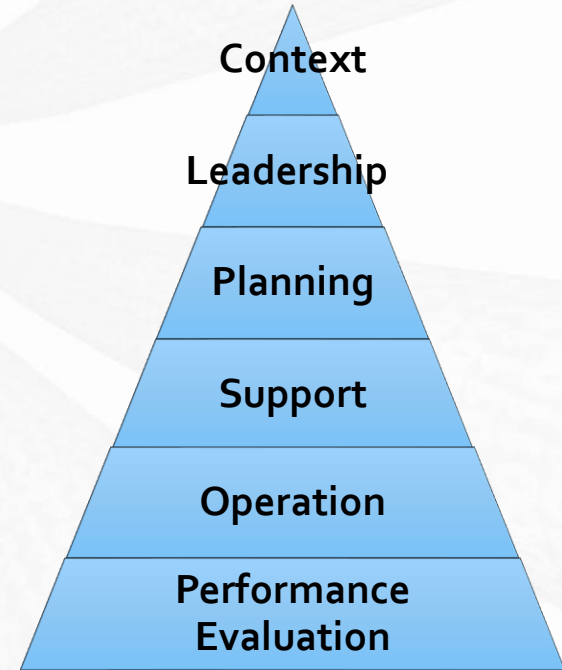 Context
Leadership
Planning
Support
Operation
Performance
Evaluation